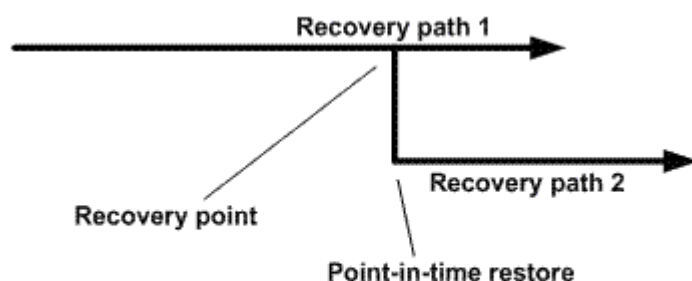 Recovery path 1
Recovery path 2
Recovery point
Point-in-time restore